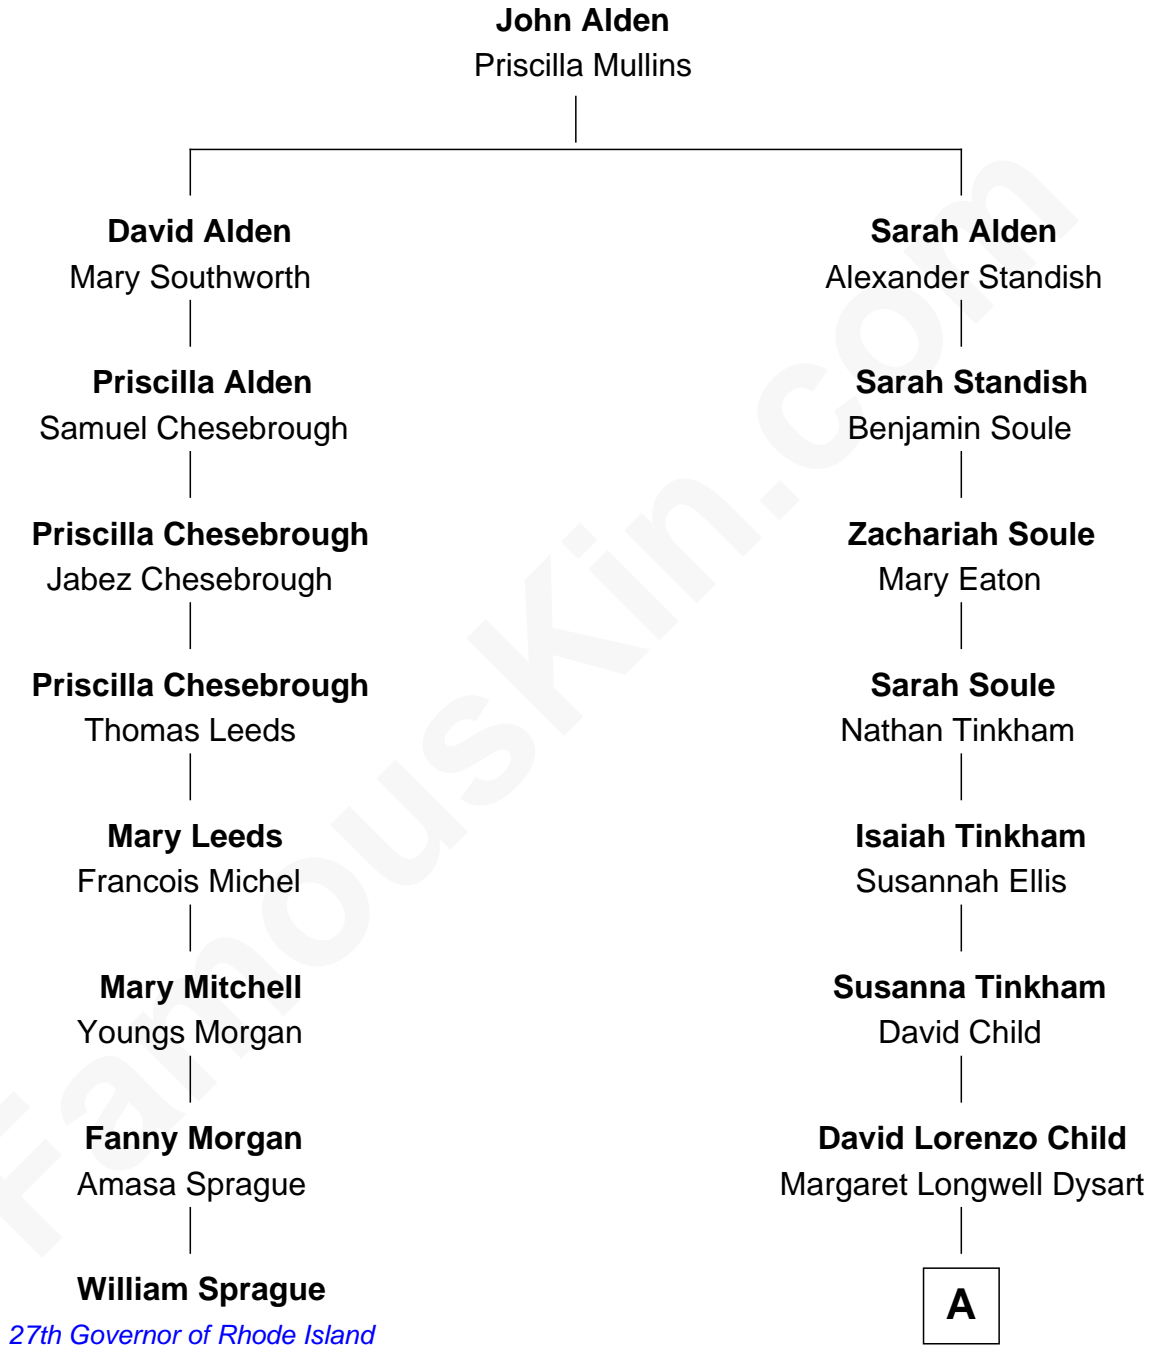 John Alden
Priscilla Mullins
David Alden
Mary Southworth
Sarah Alden
Alexander Standish
Priscilla Alden
Samuel Chesebrough
Sarah Standish
Benjamin Soule
Priscilla Chesebrough
Jabez Chesebrough
Zachariah Soule
Mary Eaton
Priscilla Chesebrough
Thomas Leeds
Sarah Soule
Nathan Tinkham
Mary Leeds
Francois Michel
Isaiah Tinkham
Susannah Ellis
Mary Mitchell
Youngs Morgan
Susanna Tinkham
David Child
Fanny Morgan
Amasa Sprague
David Lorenzo Child
Margaret Longwell Dysart
William Sprague
27th Governor of Rhode Island
A
FamousKin.com